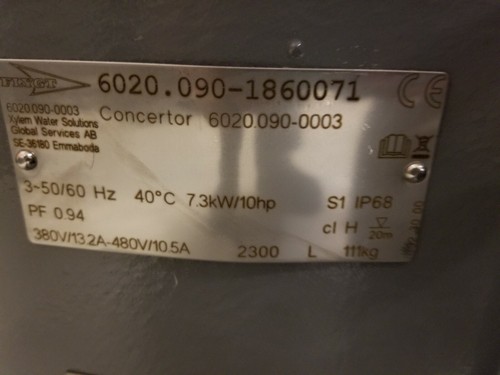 FLYGT
6020.090-1860071
CE
6020.090-0003
Concertor 6020.090-0003
Xylem Water Solutions
Global Services AB
SE-36180 Emmaboda
3~50/60 Hz 40°C 7.3kW/10hp S1 IP68
PF 0.94 cl H 20m
380V/13.2A-480V/10.5A 2300 L 111kg